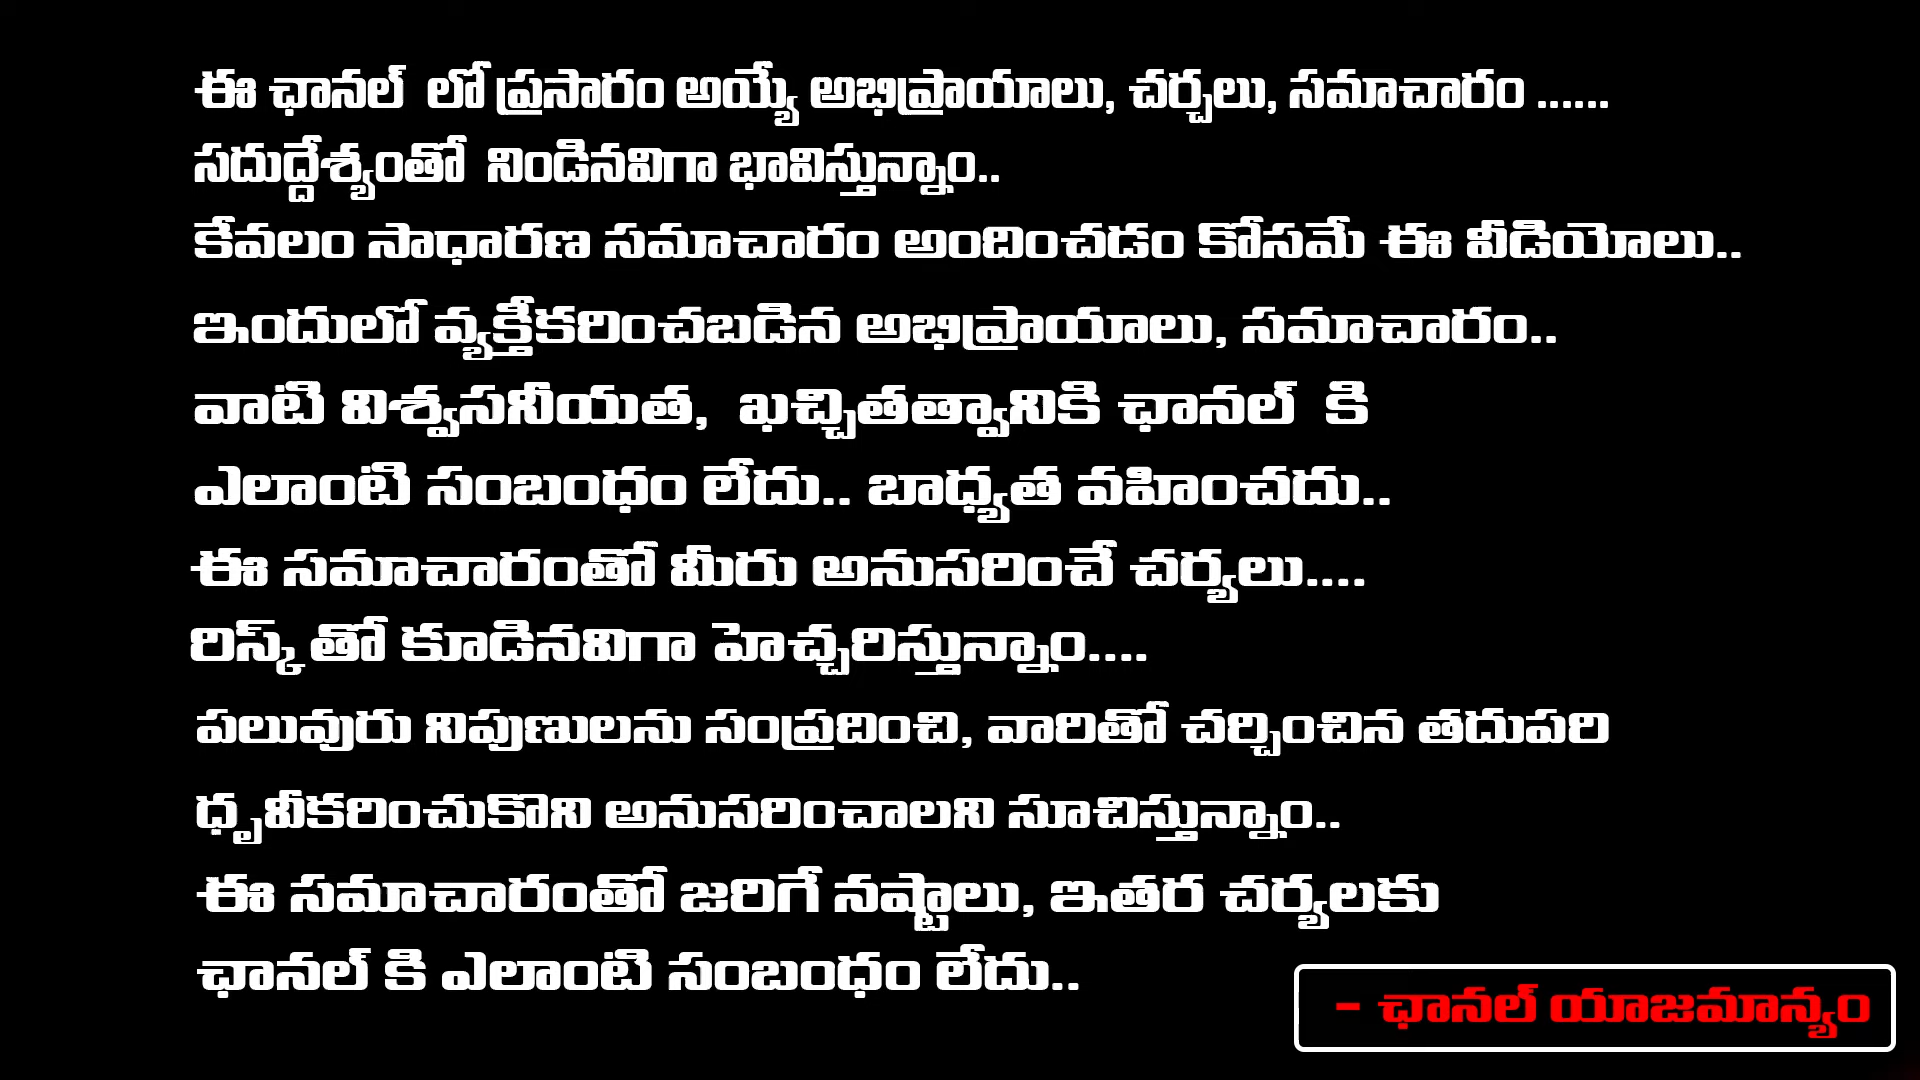 ఈ ఛానల్ లో ప్రసారం అయ్యే అభిప్రాయాలు, చర్చలు, సమాచారం ......
సదుద్దేశ్యంతో నిండినవిగా భావిస్తున్నాం..
కేవలం సాధారణ సమాచారం అందించడం కోసమే ఈ వీడియోలు..
ఇందులో వ్యక్తీకరించబడిన అభిప్రాయాలు, సమాచారం..
వాటి విశ్వసనీయత, ఖచ్చితత్వానికి ఛానల్ కి
ఎలాంటి సంబంధం లేదు.. బాధ్యత వహించదు..
ఈ సమాచారంతో మీరు అనుసరించే చర్యలు....
రిస్క్ తో కూడినవిగా హెచ్చరిస్తున్నాం....
పలువురు నిపుణులను సంప్రదించి, వారితో చర్చించిన తదుపరి
ధృవీకరించుకొని అనుసరించాలని సూచిస్తున్నాం..
ఈ సమాచారంతో జరిగే నష్టాలు, ఇతర చర్యలకు
ఛానల్ కి ఎలాంటి సంబంధం లేదు..
- ఛానల్ యాజమాన్యం